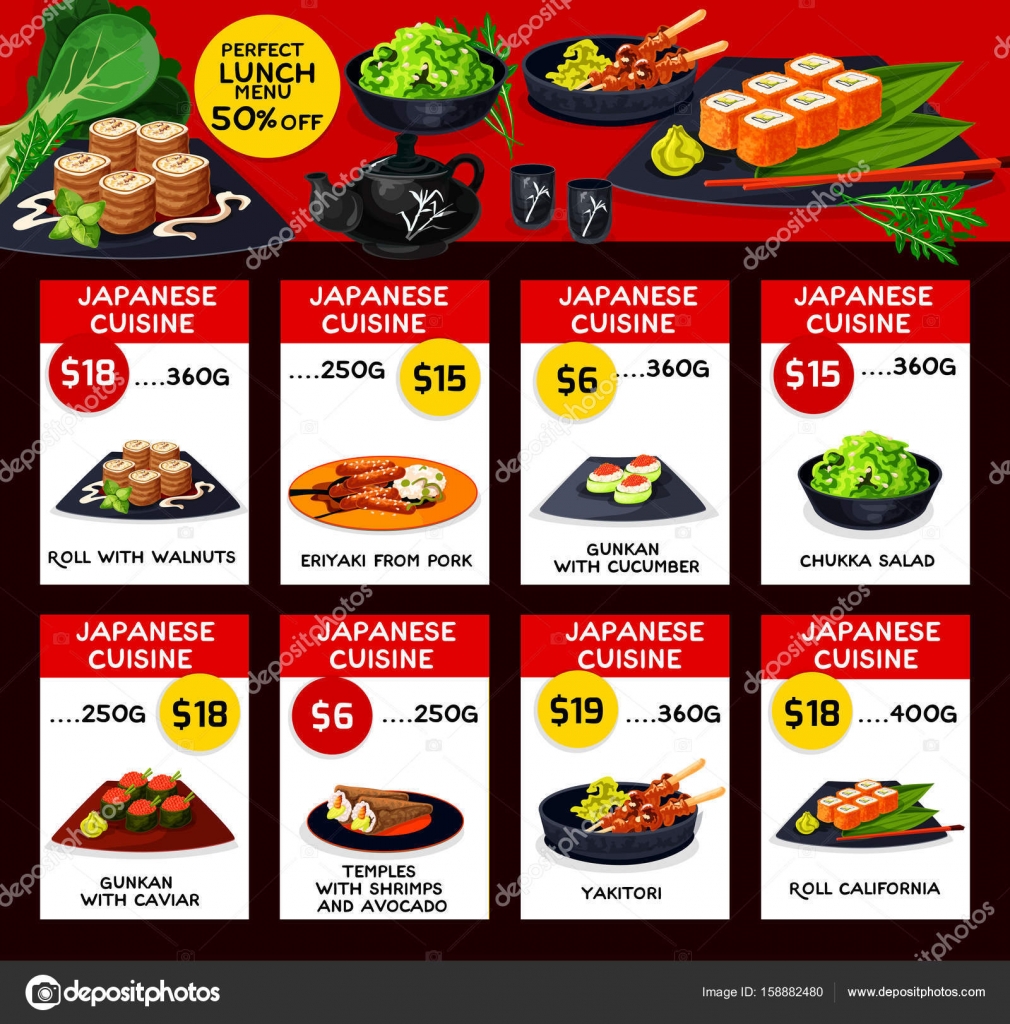 PERFECT
LUNCH
MENU
50% OFF
JAPANESE
CUISINE
$18 ....360G
ROLL WITH WALNUTS
JAPANESE
CUISINE
....250G $15
ERIYAKI FROM PORK
JAPANESE
CUISINE
$6 ....360G
GUNKAN
WITH CUCUMBER
JAPANESE
CUISINE
$15 ....360G
CHUKKA SALAD
JAPANESE
CUISINE
....250G $18
GUNKAN
WITH CAVIAR
JAPANESE
CUISINE
$6 ....250G
TEMPLES
WITH SHRIMPS
AND AVOCADO
JAPANESE
CUISINE
$19 ....360G
YAKITORI
JAPANESE
CUISINE
$18 ....400G
ROLL CALIFORNIA
depositphotos
Image ID: 158882480 www.depositphotos.com